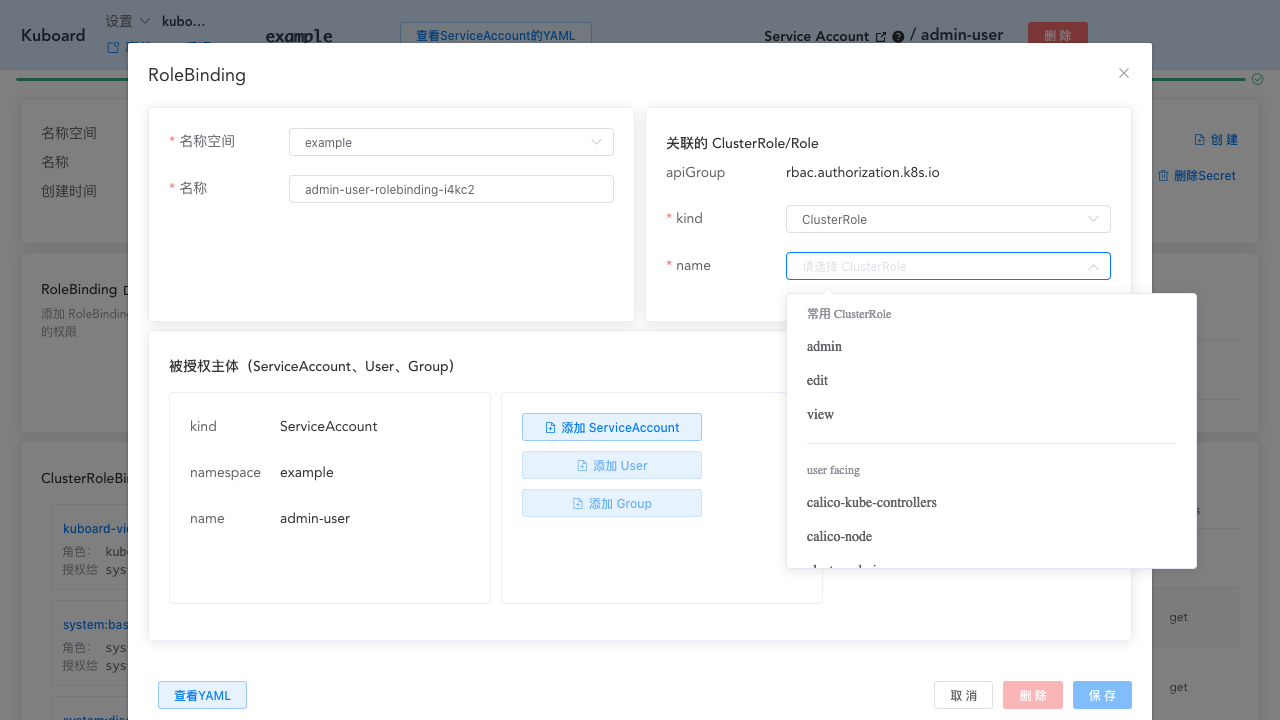 Kuboard
设置
kubo...
example
查看ServiceAccount的YAML
Service Account / admin-user
删 除
RoleBinding
名称空间
名称
创建时间
创 建
删除Secret
* 名称空间
example
* 名称
admin-user-rolebinding-i4kc2
关联的 ClusterRole/Role
apiGroup
rbac.authorization.k8s.io
* kind
ClusterRole
* name
请选择 ClusterRole
常用 ClusterRole
admin
edit
view
user facing
calico-kube-controllers
calico-node
RoleBinding
添加 RoleBinding
的权限
被授权主体（ServiceAccount、User、Group）
kind
ServiceAccount
namespace
example
name
admin-user
添加 ServiceAccount
添加 User
添加 Group
ClusterRoleBi
kuboard-vie
角色: kub
授权给 sys
system:bas
角色: sys
授权给 sys
get
get
查看YAML
取 消
删 除
保 存